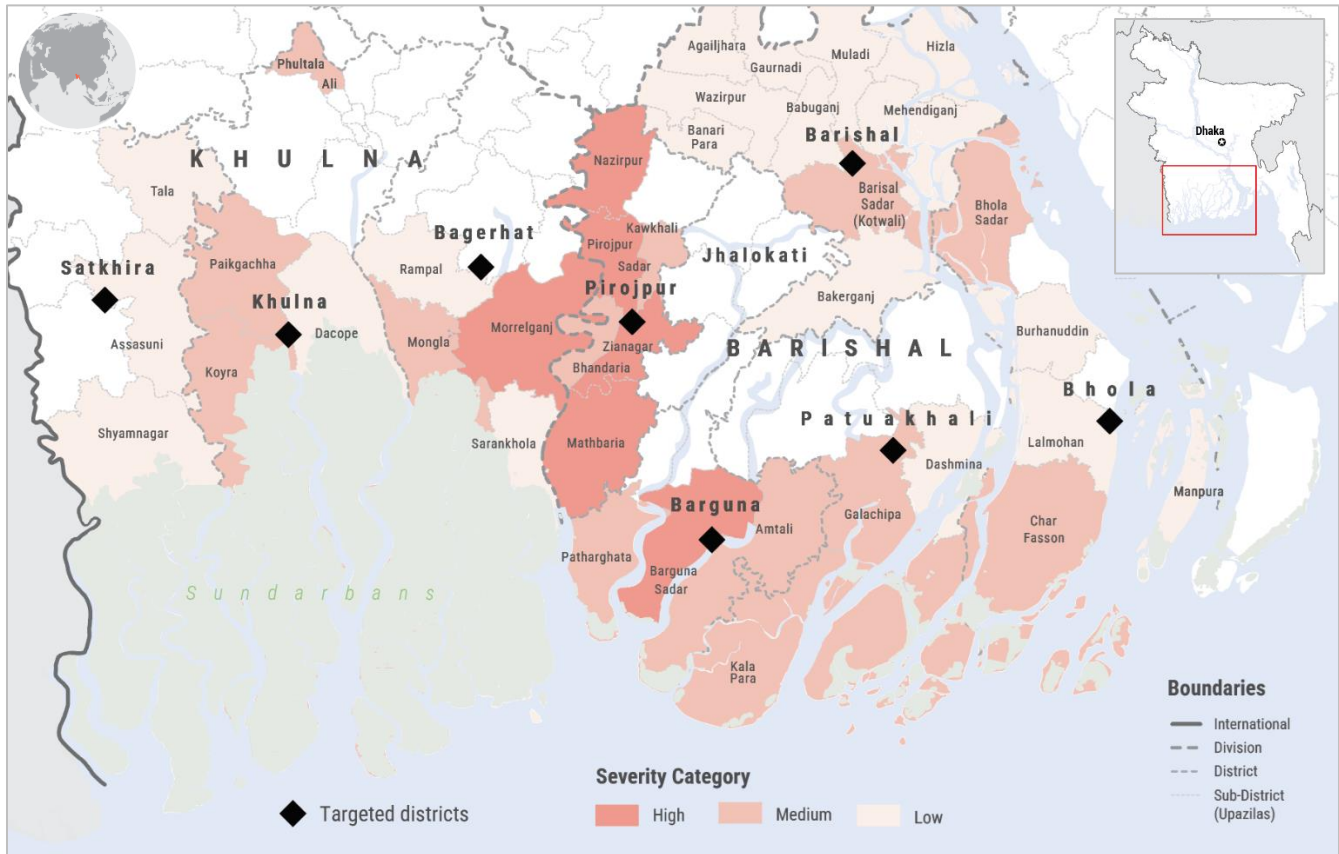 Agailjhara
Muladi
Hizla
Gaurnadi
Phultala
Ali
Wazirpur
Babuganj
Mehendiganj
Banari
Para
Barishal
Dhaka
KHULNA
Nazirpur
Tala
Barisal
Sadar
(Kotwali)
Bhola
Sadar
Kawkhali
Bagerhat
Pirojpur
Sadar
Jhalokati
Paikgachha
Rampal
Satkhira
Khulna
Pirojpur
Bakerganj
Assasuni
Dacope
Mongla
Morrelganj
Zianagar
Burhanuddin
BARISHAL
Koyra
Bhandaria
Bhola
Patuakhali
Shyamnagar
Sarankhola
Mathbaria
Lalmohan
Dashmina
Manpura
Barguna
Galachipa
Amtali
Char
Fasson
Patharghata
Barguna
Sadar
Sundarbans
Kala
Para
Boundaries
International
Division
District
Sub-District
(Upazilas)
Severity Category
Targeted districts
High
Medium
Low